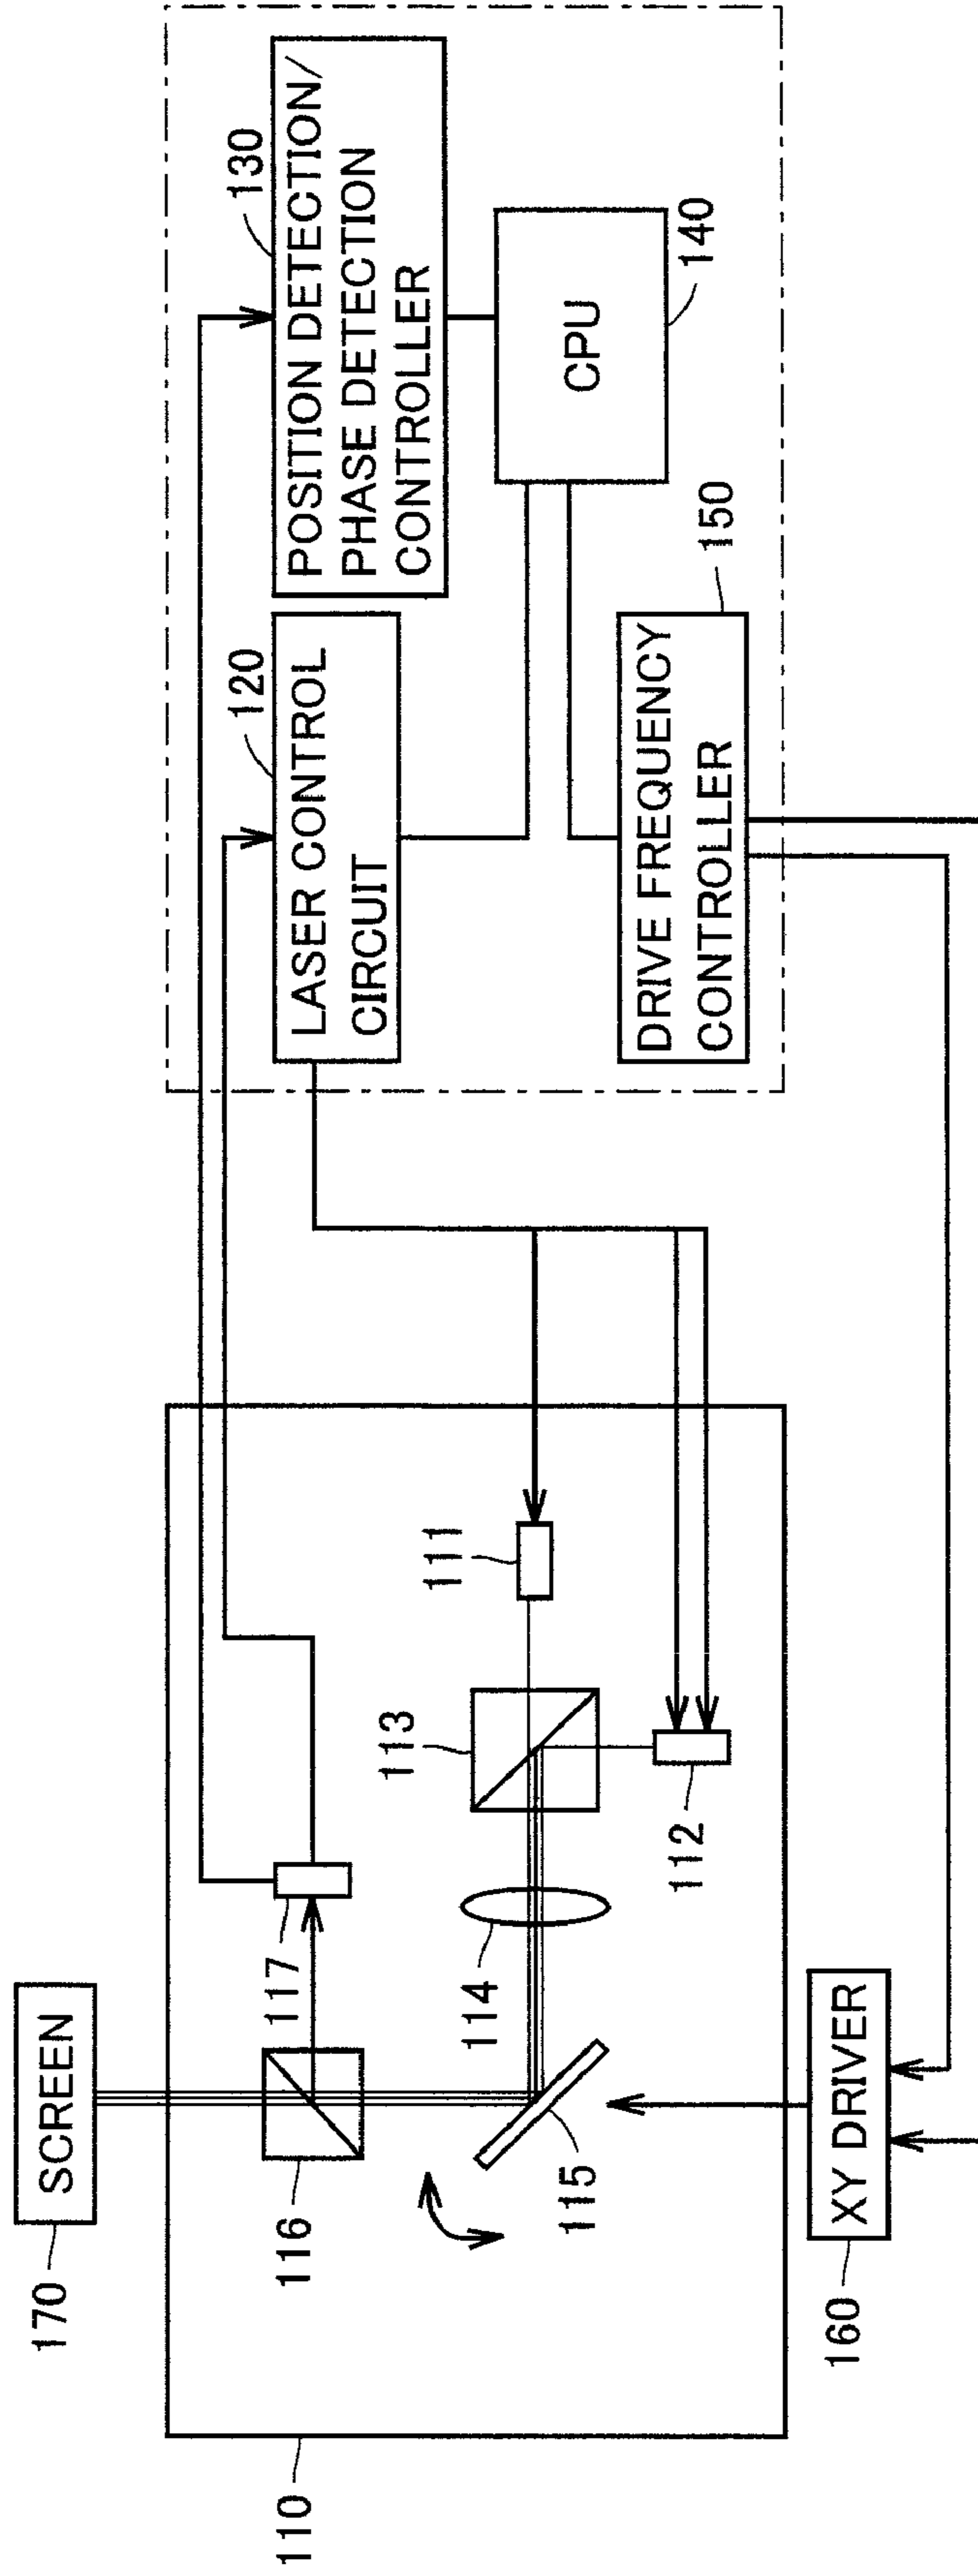 170
SCREEN
110
116
117
115
114
113
111
112
160
XY DRIVER
120
LASER CONTROL
CIRCUIT
130
POSITION DETECTION/
PHASE DETECTION
CONTROLLER
CPU
140
150
DRIVE FREQUENCY
CONTROLLER